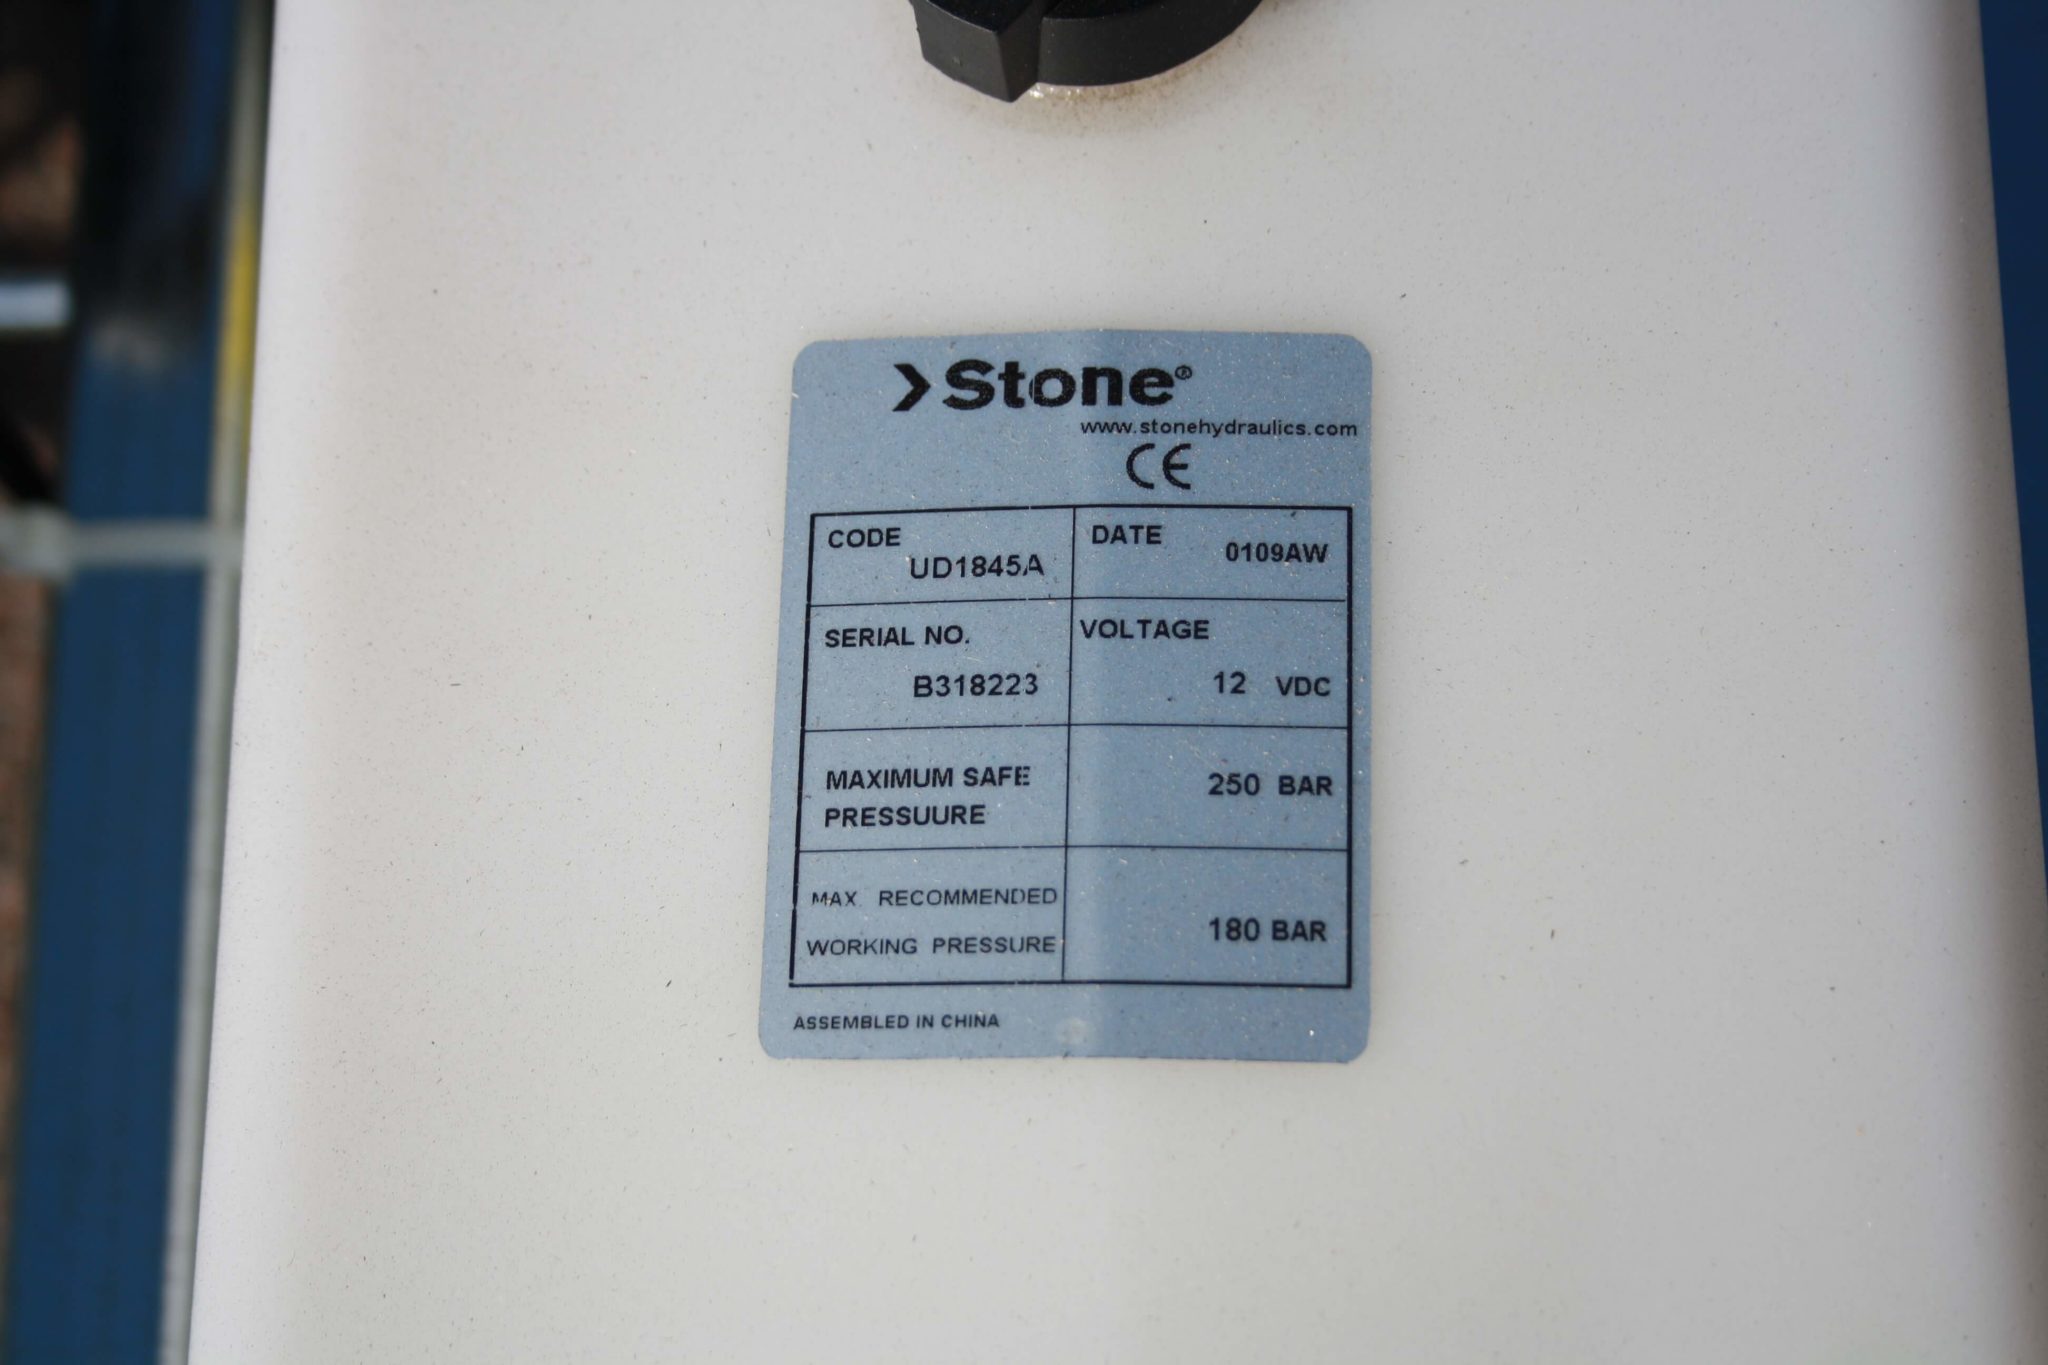 Stone®
www.stonehydraulics.com
CE
CODE
UD1845A
DATE
0109AW
SERIAL NO.
B318223
VOLTAGE
12 VDC
MAXIMUM SAFE
PRESSUURE
250 BAR
MAX. RECOMMENDED
WORKING PRESSURE
180 BAR
ASSEMBLED IN CHINA